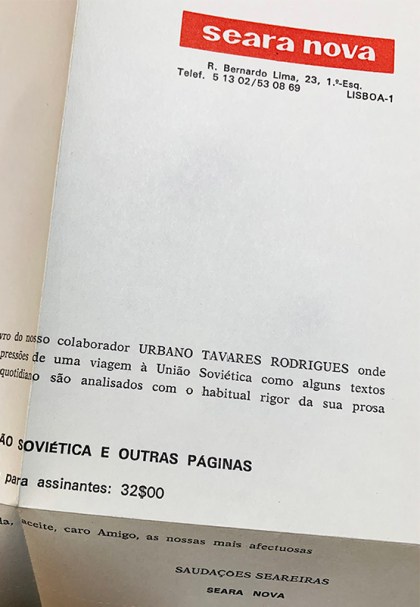 seara nova
R. Bernardo Lima, 23, 1.º-Esq.
Telef. 5 13 02/53 08 69
LISBOA-1
vro do nosso colaborador URBANO TAVARES RODRIGUES onde
pressões de uma viagem à União Soviética como alguns textos
quotidiano são analisados com o habitual rigor da sua prosa
ÃO SOVIÉTICA E OUTRAS PÁGINAS
para assinantes: 32$00
da, aceite, caro Amigo, as nossas mais afectuosas
SAUDAÇÕES SEAREIRAS
SEARA NOVA